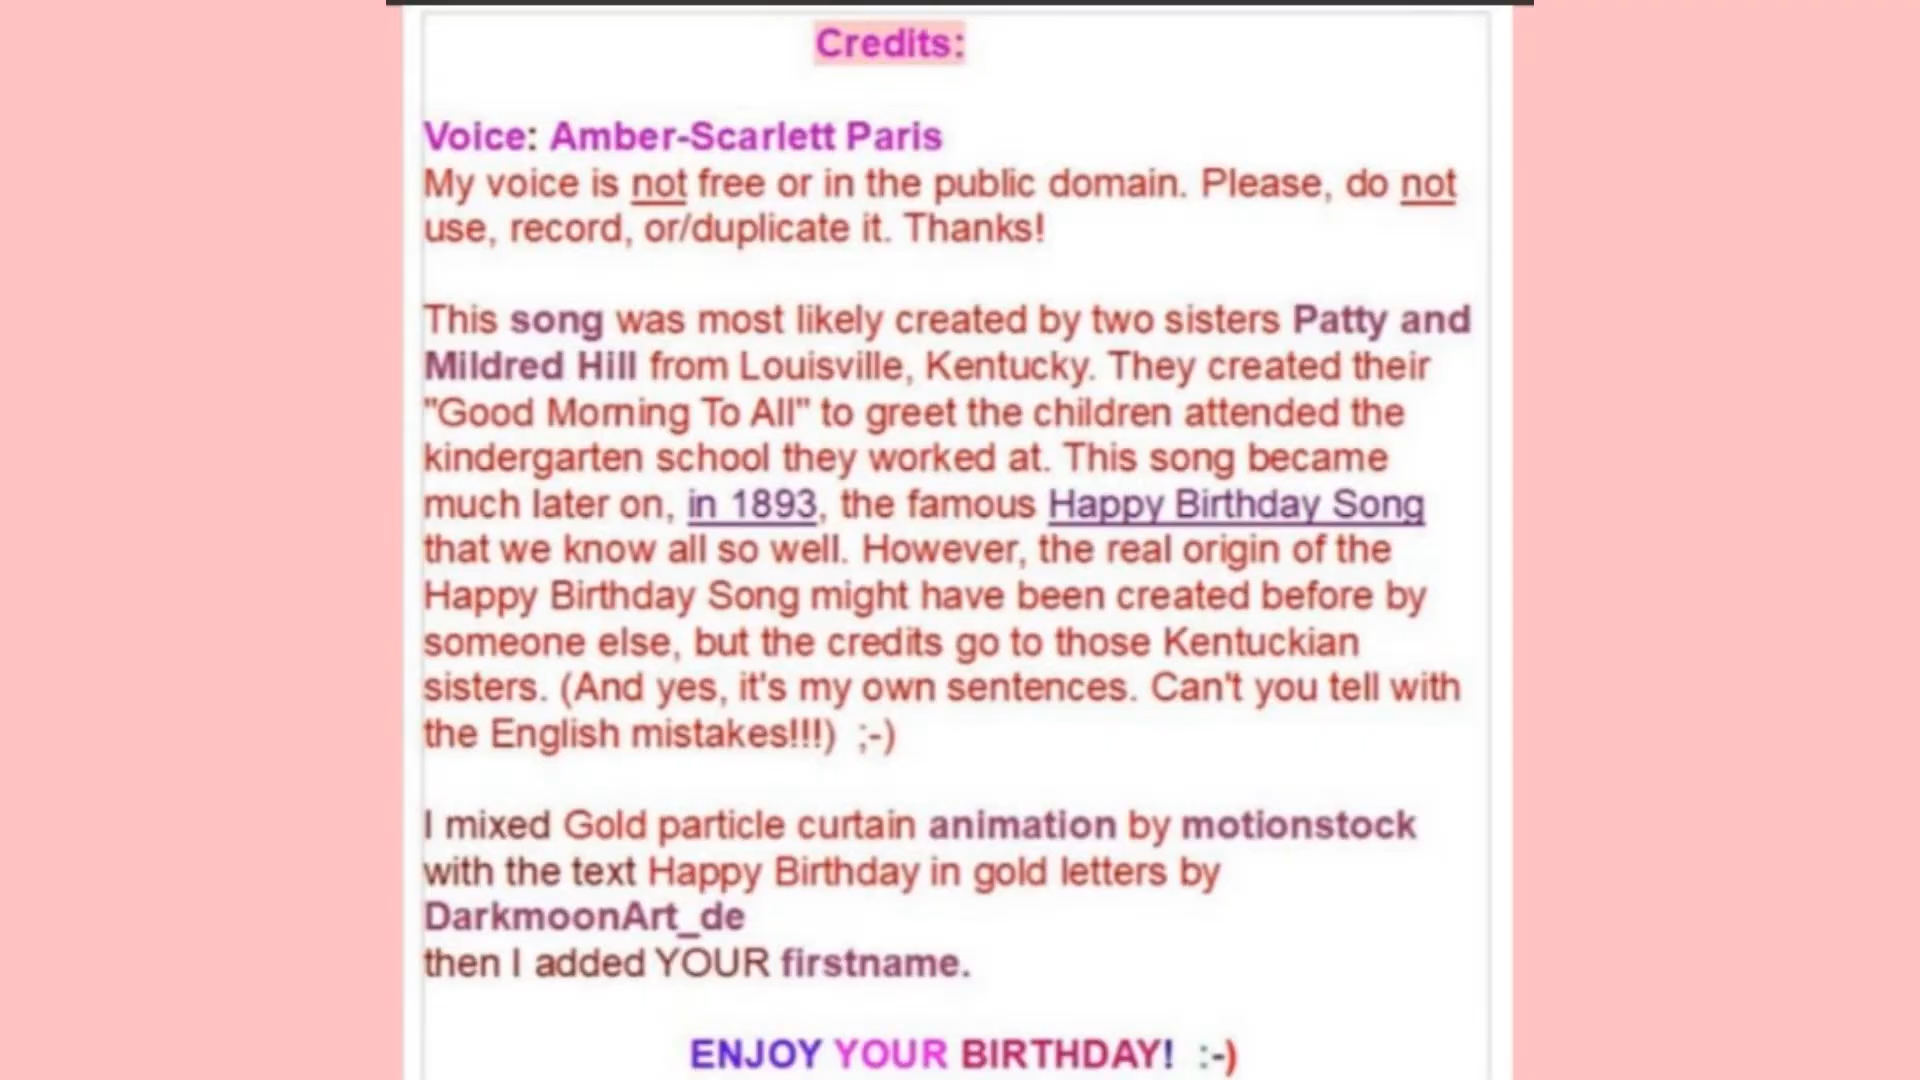 Credits:
Voice: Amber-Scarlett Paris
My voice is not free or in the public domain. Please, do not
use, record, or/duplicate it. Thanks!
This song was most likely created by two sisters Patty and
Mildred Hill from Louisville, Kentucky. They created their
"Good Morning To All" to greet the children attended the
kindergarten school they worked at. This song became
much later on, in 1893, the famous Happy Birthday Song
that we know all so well. However, the real origin of the
Happy Birthday Song might have been created before by
someone else, but the credits go to those Kentuckian
sisters. (And yes, it's my own sentences. Can't you tell with
the English mistakes!!!)  ;-)
I mixed Gold particle curtain animation by motionstock
with the text Happy Birthday in gold letters by
DarkmoonArt_de
then I added YOUR firstname.
ENJOY YOUR BIRTHDAY!  :-)